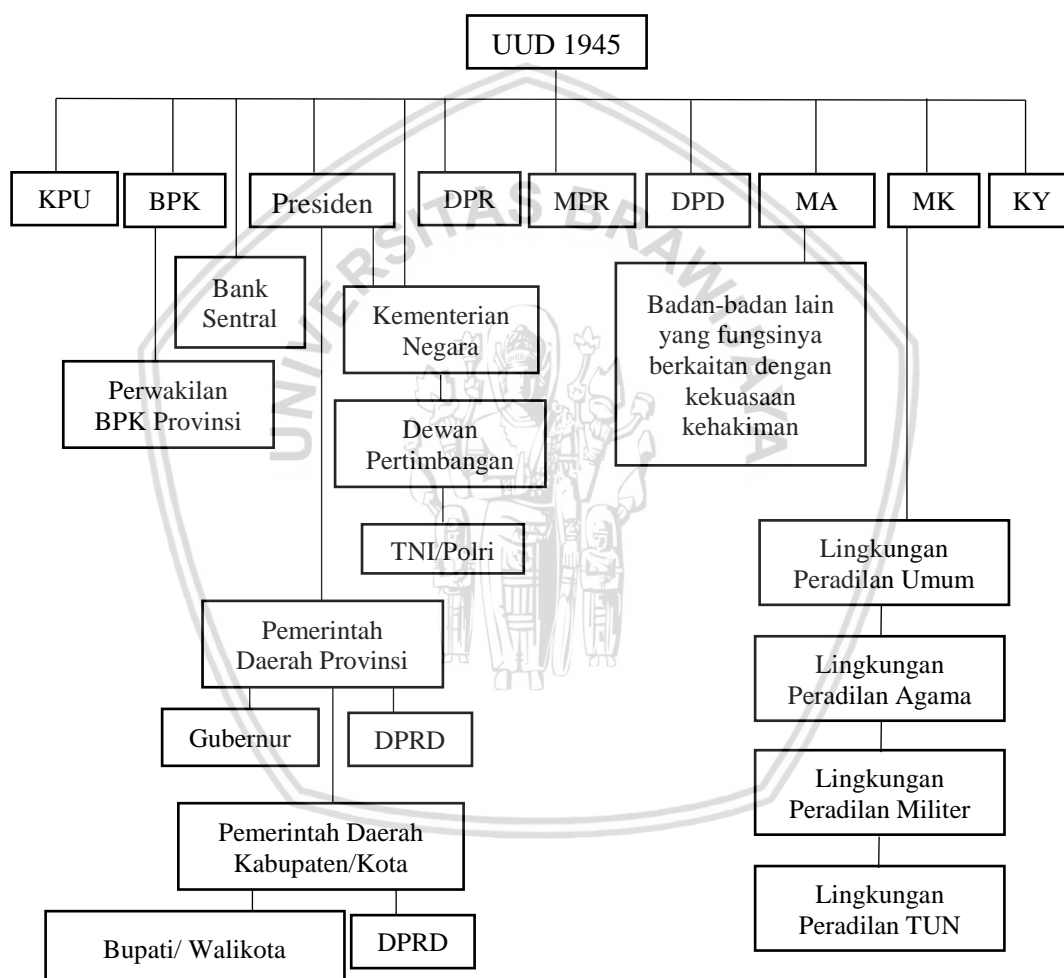 UUD 1945
KPU
BPK
Presiden
DPR
MPR
DPD
MA
MK
KY
UNIVERSITAS BRAWIJAYA
Bank
Sentral
Kementerian
Negara
Badan-badan lain
yang fungsinya
berkaitan dengan
kekuasaan
kehakiman
Perwakilan
BPK Provinsi
Dewan
Pertimbangan
TNI/Polri
Lingkungan
Peradilan Umum
Pemerintah
Daerah Provinsi
Lingkungan
Peradilan Agama
Gubernur
DPRD
Lingkungan
Peradilan Militer
Pemerintah Daerah
Kabupaten/Kota
Lingkungan
Peradilan TUN
Bupati/ Walikota
DPRD